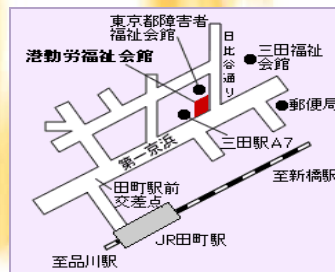 東京都障害者
福祉会館
港勤労福祉会館
日比谷通り
三田福祉
会館
郵便局
三田駅A7
第一京浜
田町駅前
交差点
至新橋駅
JR田町駅
至品川駅